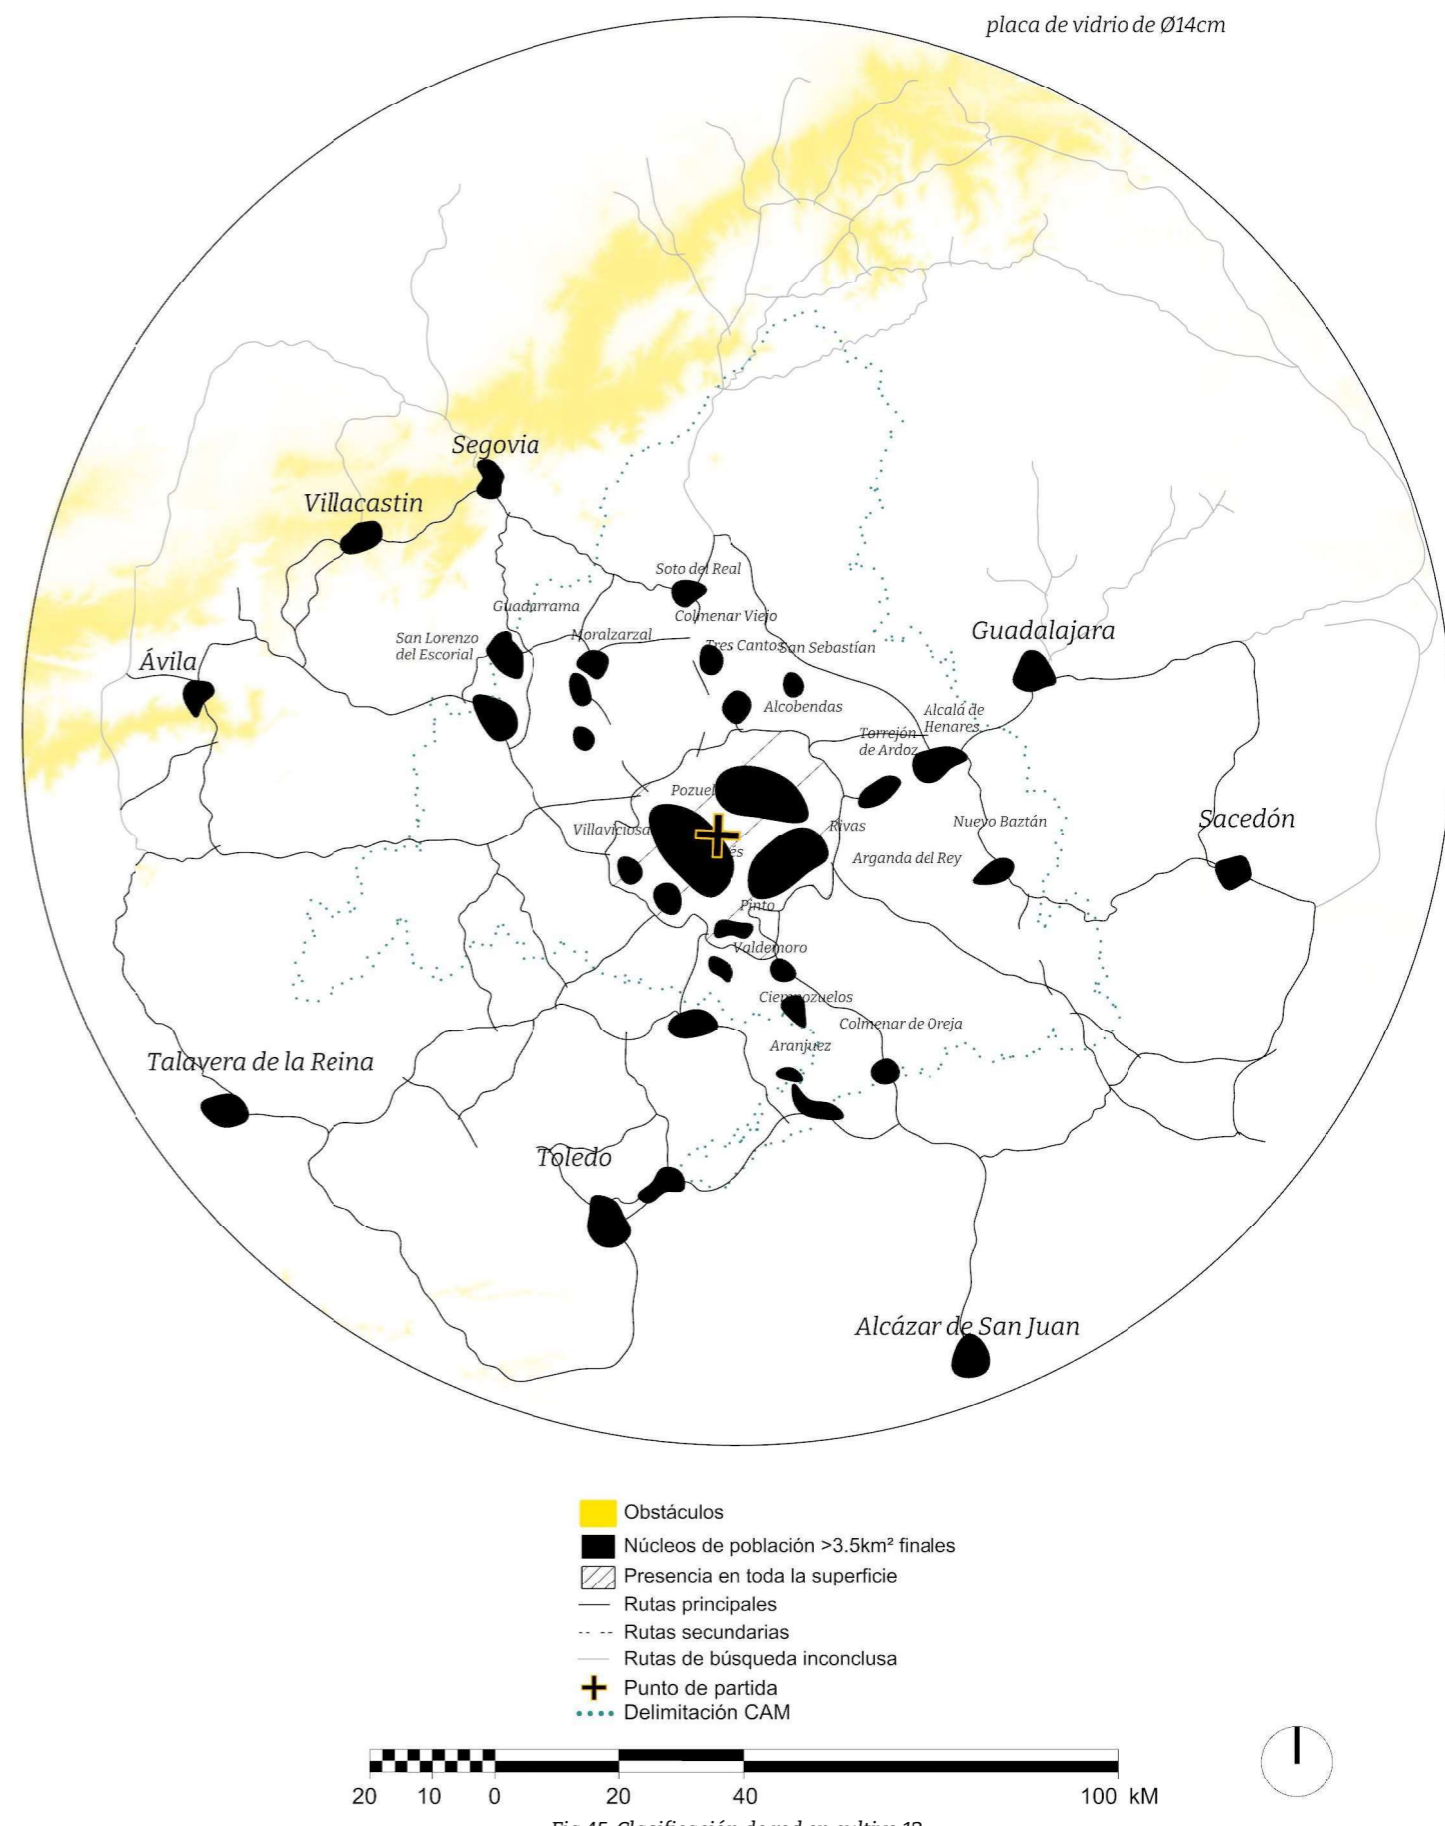 placa de vidrio de Ø14cm
Segovia
Villacastin
Soto del Real
Guadarrama
Colmenar Viejo
San Lorenzo
del Escorial
Moralzarzal
Tres Cantos
San Sebastían
Guadalajara
Ávila
Alcobendas
Alcalá de
Henares
Torrejón
de Ardoz
Villaviciosa
Rivas
Nuevo Baztán
Sacedón
Arganda del Rey
Pinto
Valdemoro
Ciempozuelos
Colmenar de Oreja
Aranjuez
Talavera de la Reina
Toledo
Alcázar de San Juan
Obstáculos
Núcleos de población >3.5km² finales
Presencia en toda la superficie
Rutas principales
Rutas secundarias
Rutas de búsqueda inconclusa
Punto de partida
Delimitación CAM
20 10 0 20 40 100 kM